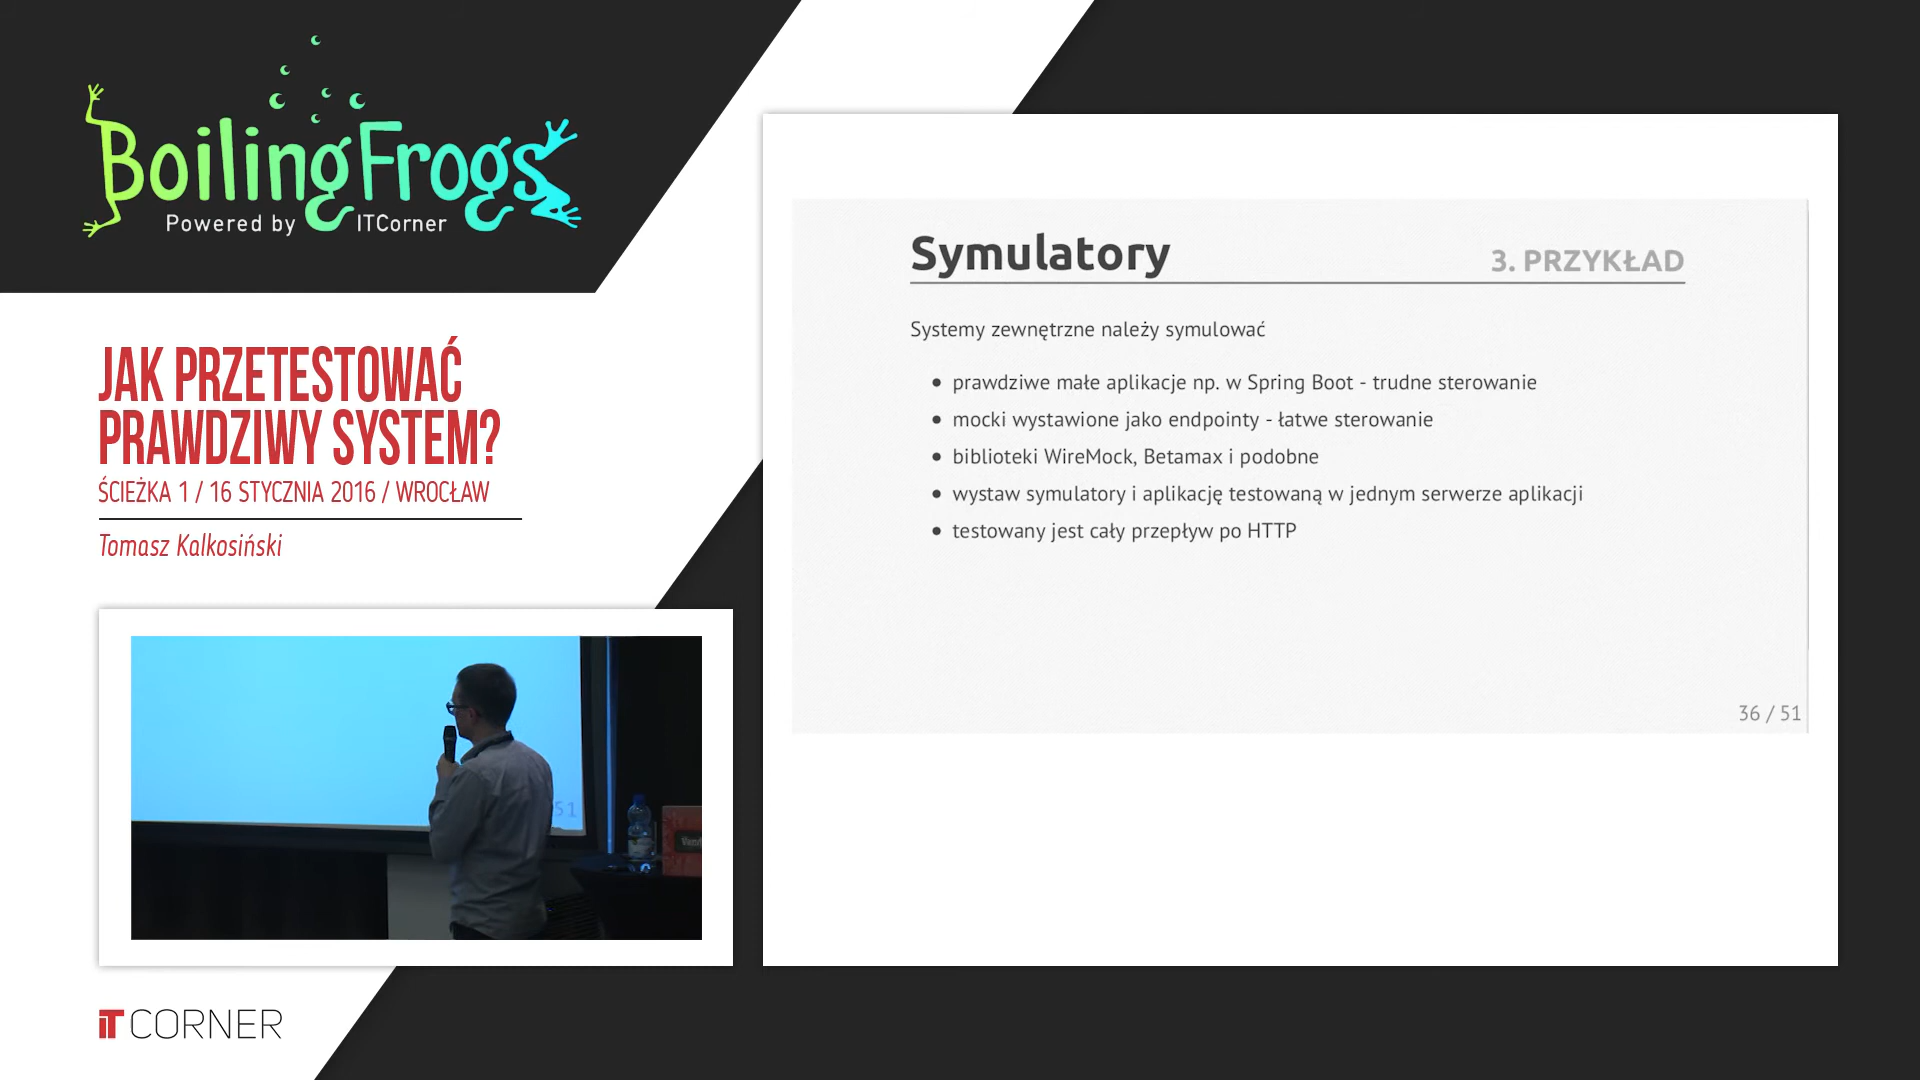 BoilingFrogs
Powered by ITCorner
JAK PRZETESTOWAĆ
PRAWDZIWY SYSTEM?
ŚCIEŻKA 1 / 16 STYCZNIA 2016 / WROCŁAW
Tomasz Kalkosiński
51
iT CORNER
Symulatory
3. PRZYKŁAD
Systemy zewnętrzne należy symulować
prawdziwe małe aplikacje np. w Spring Boot - trudne sterowanie
mocki wystawione jako endpointy - łatwe sterowanie
biblioteki WireMock, Betamax i podobne
wystaw symulatory i aplikację testowaną w jednym serwerze aplikacji
testowany jest cały przepływ po HTTP
36 / 51